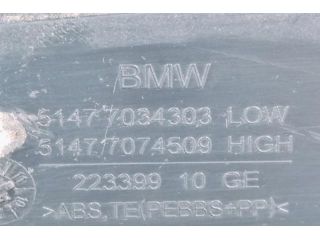 BMW
51477034303 LOW
51477074509 HIGH
223399 10 GE
>ABS,TE(PEBBS+PP)<